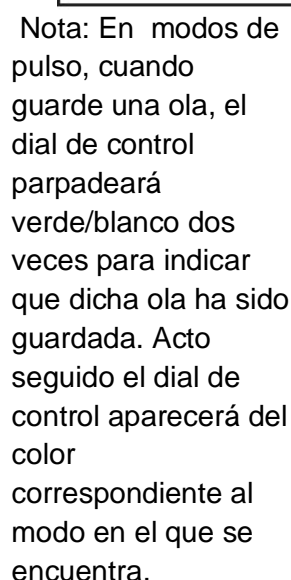 Nota: En modos de
pulso, cuando
guarde una ola, el
dial de control
parpadeará
verde/blanco dos
veces para indicar
que dicha ola ha sido
guardada. Acto
seguido el dial de
control aparecerá del
color
correspondiente al
modo en el que se
encuentra.